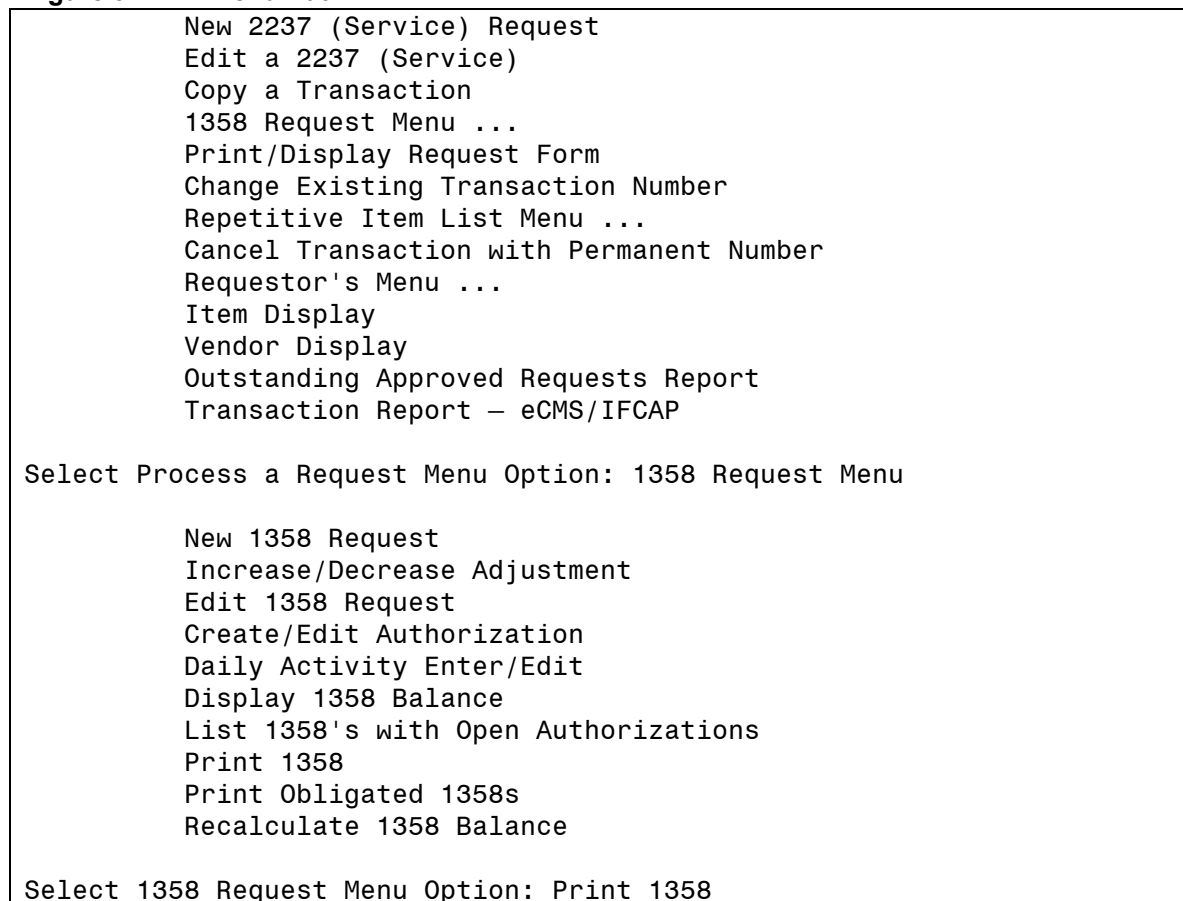 New 2237 (Service) Request
Edit a 2237 (Service)
Copy a Transaction
1358 Request Menu ...
Print/Display Request Form
Change Existing Transaction Number
Repetitive Item List Menu ...
Cancel Transaction with Permanent Number
Requestor's Menu ...
Item Display
Vendor Display
Outstanding Approved Requests Report
Transaction Report – eCMS/IFCAP
Select Process a Request Menu Option: 1358 Request Menu
New 1358 Request
Increase/Decrease Adjustment
Edit 1358 Request
Create/Edit Authorization
Daily Activity Enter/Edit
Display 1358 Balance
List 1358's with Open Authorizations
Print 1358
Print Obligated 1358s
Recalculate 1358 Balance
Select 1358 Request Menu Option: Print 1358